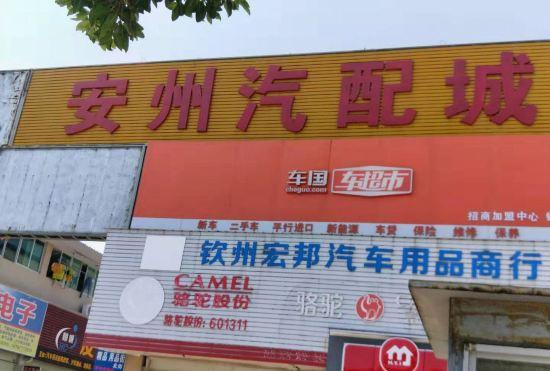 安州汽配城
车国 车超市
cheguo.com
招商加盟中心
新车 二手车 平行进口 新能源 车贷 保险 维修 保养
钦州宏邦汽车用品商行
CAMEL
骆驼股份
骆驼
骆驼股份: 601311
电子